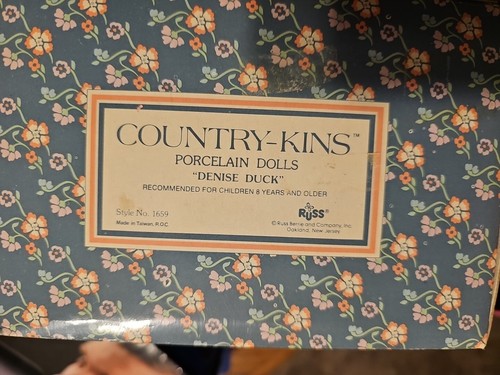 COUNTRY-KINS™
PORCELAIN DOLLS
"DENISE DUCK"
RECOMMENDED FOR CHILDREN 8 YEARS AND OLDER
Style No. 1659
Made in Taiwan, R.O.C
RUSS®
© Russ Berrie and Company, Inc.
Oakland, New Jersey